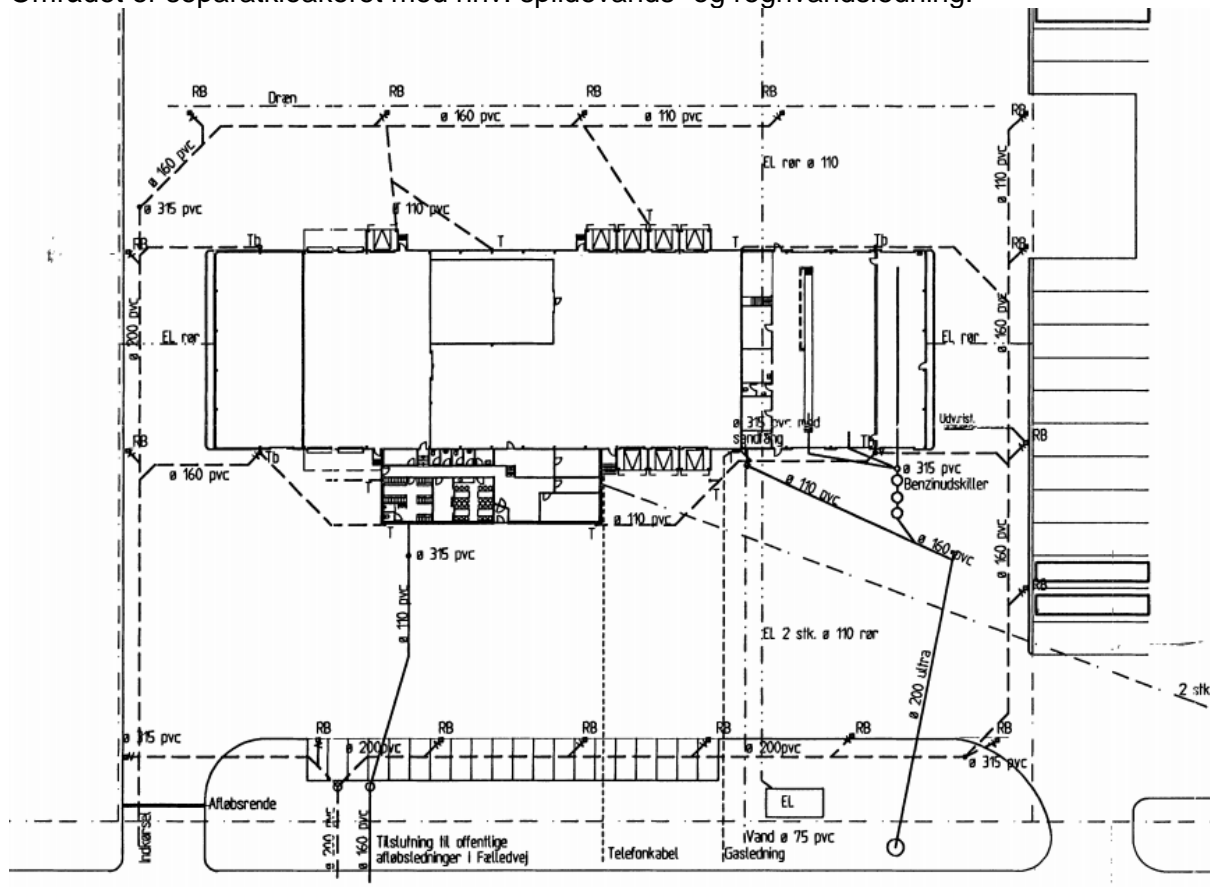 Området er separatkloakeret med hhv. spildevands- og regnvandsledning.
RB
Dræn
RB
RB
RB
RB
ø 160 pvc
ø 110 pvc
ø 160 pvc
EL rør ø 110
ø 110 pvc
ø 315 pvc
ø 110 pvc
T
RB
Tb
T
T
Tb
RB
ø 200 pvc
EL rør
EL rør
ø 160 pvc
ø 315 pvc med
sandfang
Udv.rist.
RB
Tb
Tb
RB
ø 160 pvc
T
T
ø 315 pvc
Benzinudskiller
ø 110 pvc
T
T
ø 110 pvc
T
ø 160 pvc
ø 315 pvc
ø 160 pvc
RB
ø 110 pvc
EL 2 stk. ø 110 rør
ø 200 ultra
2 stk
RB
RB
RB
RB
RB
RB
ø 315 pvc
ø 200pvc
ø 200pvc
ø 315 pvc
EL
Afløbsrende
Indkørsel
ø 200 pvc
ø 160 pvc
Tilslutning til offentlige
afløbsledninger i Fælledvej
Telefonkabel
Vand ø 75 pvc
Gasledning